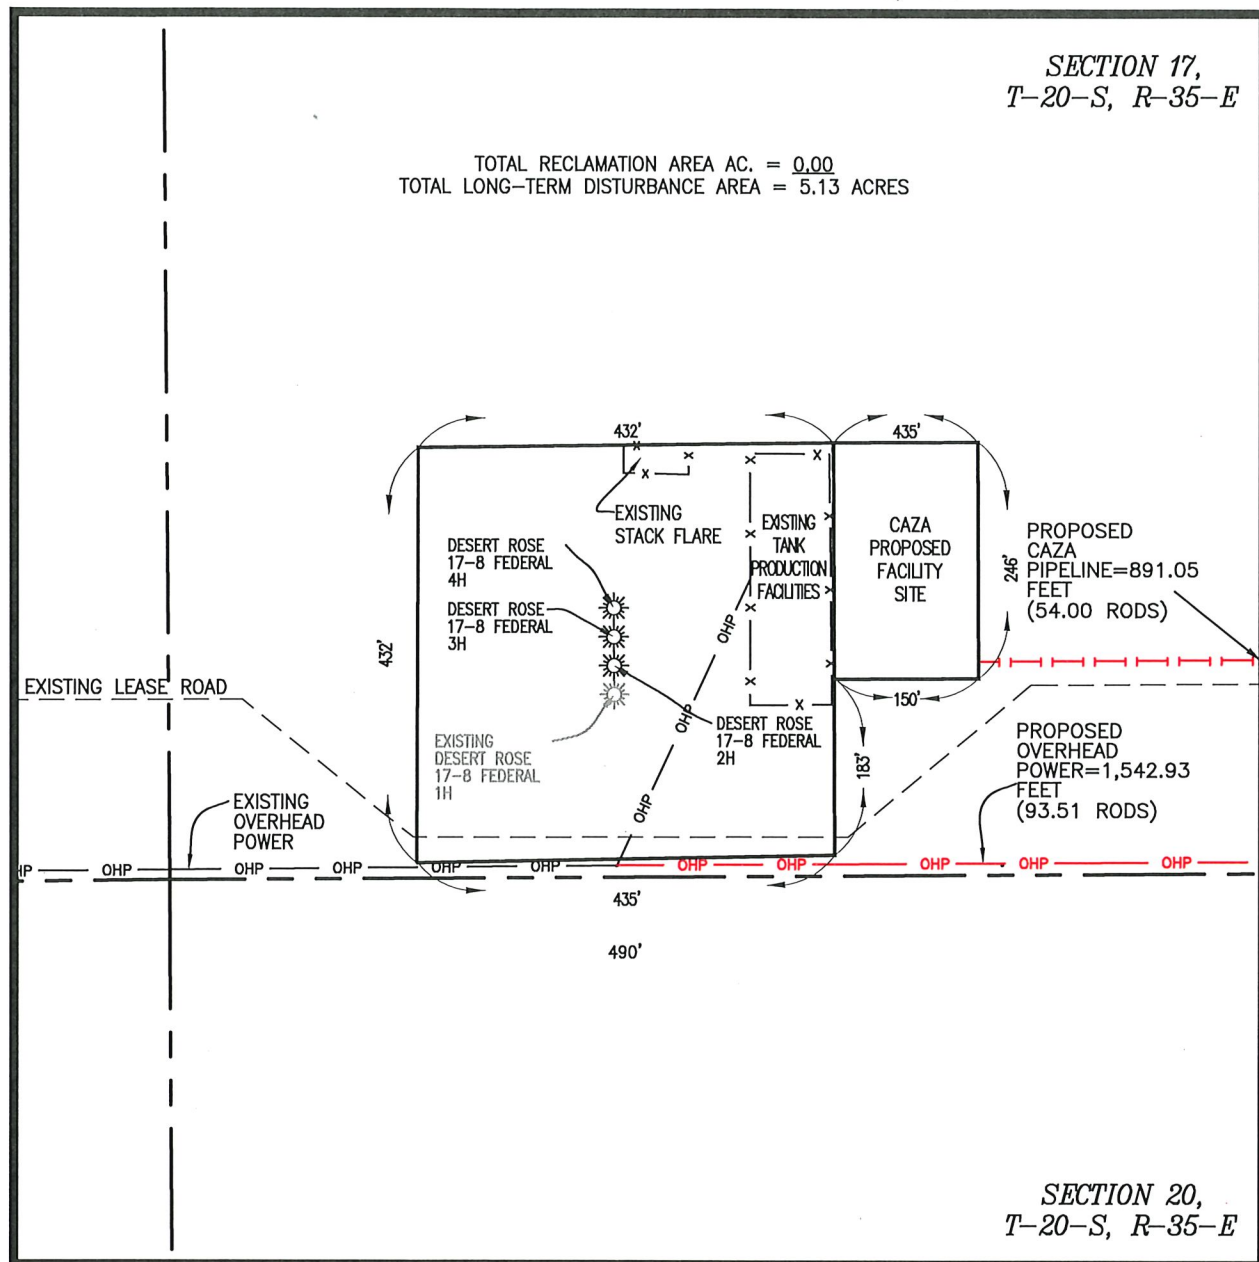 SECTION 17,
T-20-S, R-35-E
TOTAL RECLAMATION AREA AC. = 0.00
TOTAL LONG-TERM DISTURBANCE AREA = 5.13 ACRES
432'
435'
EXISTING
STACK FLARE
EXISTING
TANK
PRODUCTION
FACILITIES
CAZA
PROPOSED
FACILITY
SITE
246'
PROPOSED
CAZA
PIPELINE=891.05
FEET
(54.00 RODS)
DESERT ROSE
17-8 FEDERAL
4H
DESERT ROSE
17-8 FEDERAL
3H
432'
OHP
EXISTING LEASE ROAD
150'
OHP
DESERT ROSE
17-8 FEDERAL
2H
183'
EXISTING
DESERT ROSE
17-8 FEDERAL
1H
PROPOSED
OVERHEAD
POWER=1,542.93
FEET
(93.51 RODS)
EXISTING
OVERHEAD
POWER
OHP
HP OHP OHP OHP OHP OHP OHP OHP OHP OHP OHP
435'
490'
SECTION 20,
T-20-S, R-35-E